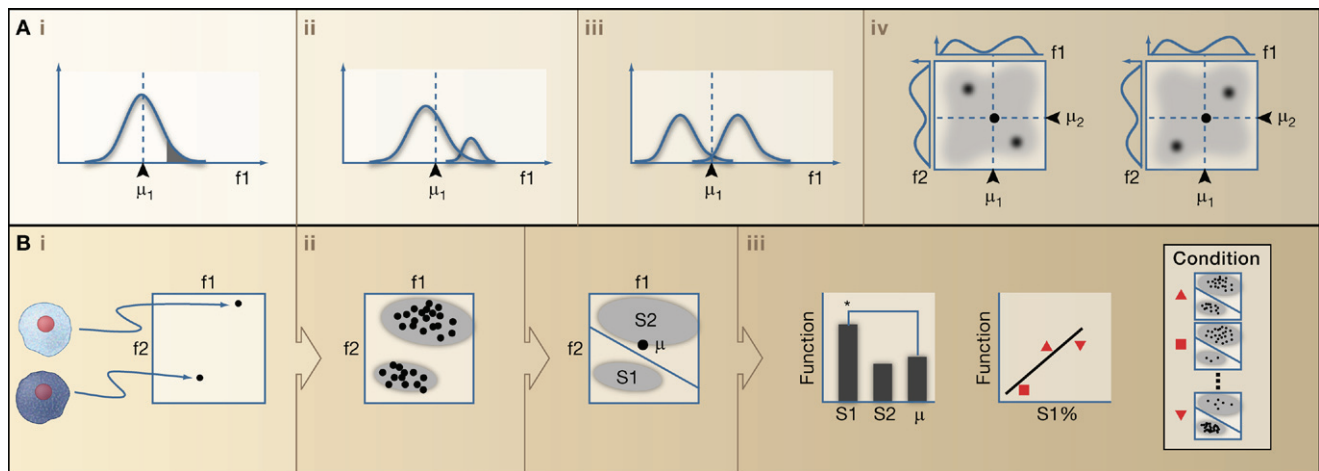 A i
ii
iii
iv
f1
μ1
f1
μ1
f1
μ1
f1
f2
μ2
μ1
f1
f2
μ2
μ1
B i
ii
iii
f1
f2
f1
f2
f1
f2
S2
μ
S1
Function
*
S1 S2 μ
Function
S1%
Condition